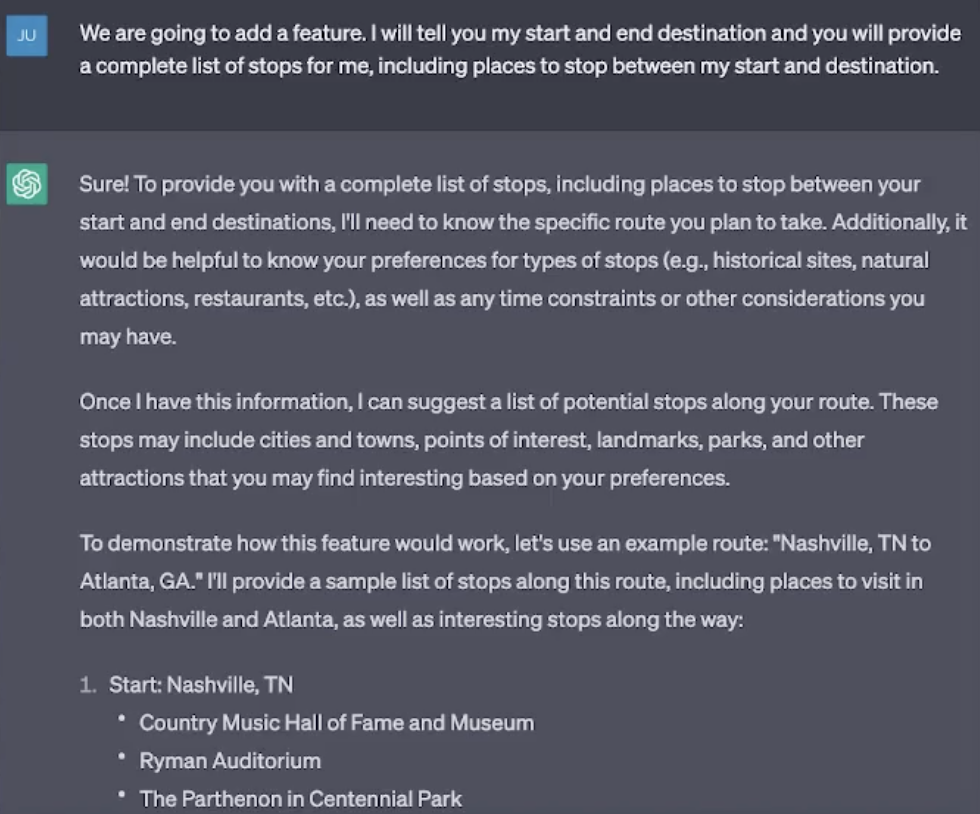 JU
We are going to add a feature. I will tell you my start and end destination and you will provide
a complete list of stops for me, including places to stop between my start and destination.
Sure! To provide you with a complete list of stops, including places to stop between your
start and end destinations, I'll need to know the specific route you plan to take. Additionally, it
would be helpful to know your preferences for types of stops (e.g., historical sites, natural
attractions, restaurants, etc.), as well as any time constraints or other considerations you
may have.
Once I have this information, I can suggest a list of potential stops along your route. These
stops may include cities and towns, points of interest, landmarks, parks, and other
attractions that you may find interesting based on your preferences.
To demonstrate how this feature would work, let's use an example route: "Nashville, TN to
Atlanta, GA." I'll provide a sample list of stops along this route, including places to visit in
both Nashville and Atlanta, as well as interesting stops along the way:
1. Start: Nashville, TN
• Country Music Hall of Fame and Museum
• Ryman Auditorium
• The Parthenon in Centennial Park